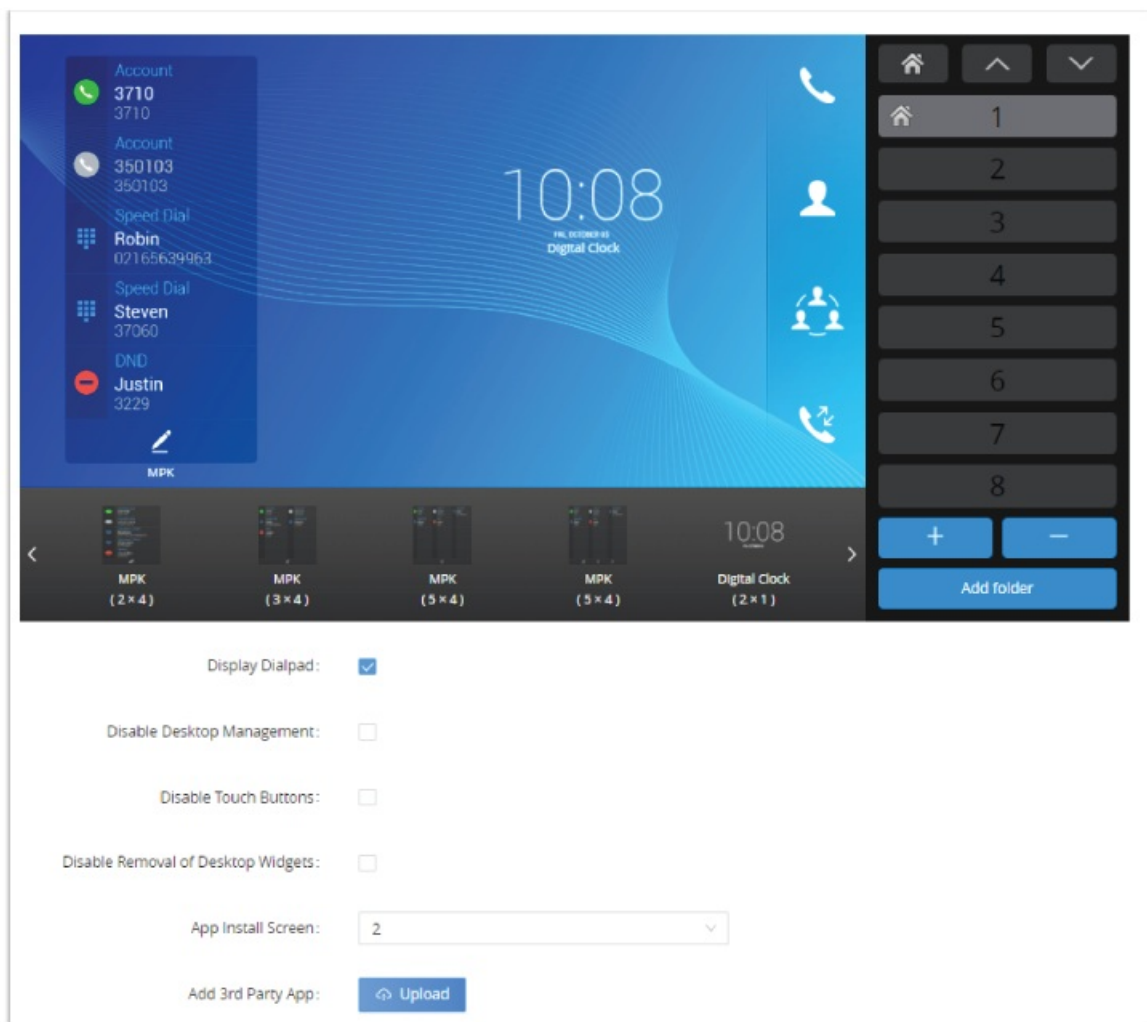 Account
3710
3710
Account
350103
350103
Speed Dial
Robin
02165639963
Speed Dial
Steven
37060
DND
Justin
3229
MPK
10:08
Digital Clock
1
2
3
4
5
6
7
8
+ −
Add folder
MPK
(2×4)
MPK
(3×4)
MPK
(5×4)
MPK
(5×4)
10:08
Digital Clock
(2×1)
Display Dialpad:
Disable Desktop Management:
Disable Touch Buttons:
Disable Removal of Desktop Widgets:
App Install Screen: 2
Add 3rd Party App: Upload